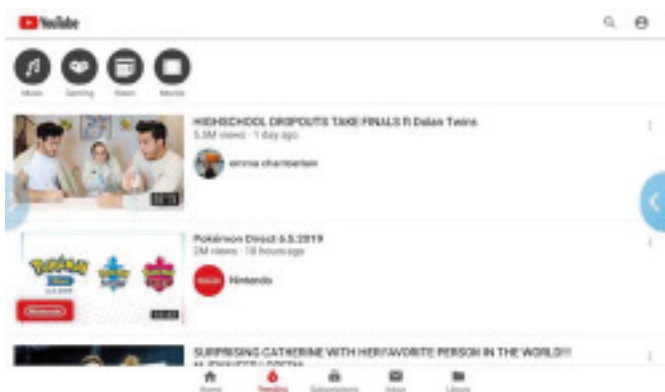 YouTube
Music Gaming News Movies
HIGHSCHOOL DROPOUTS TAKE FINALS ft Dolan Twins
5.5M views · 1 day ago
emma chamberlain
Pokémon Direct 6.5.2019
2M views · 18 hours ago
POKÉMON
Nintendo
Nintendo
SURPRISING CATHERINE WITH HER FAVORITE PERSON IN THE WORLD!!!
Home Trending Subscriptions Inbox Library